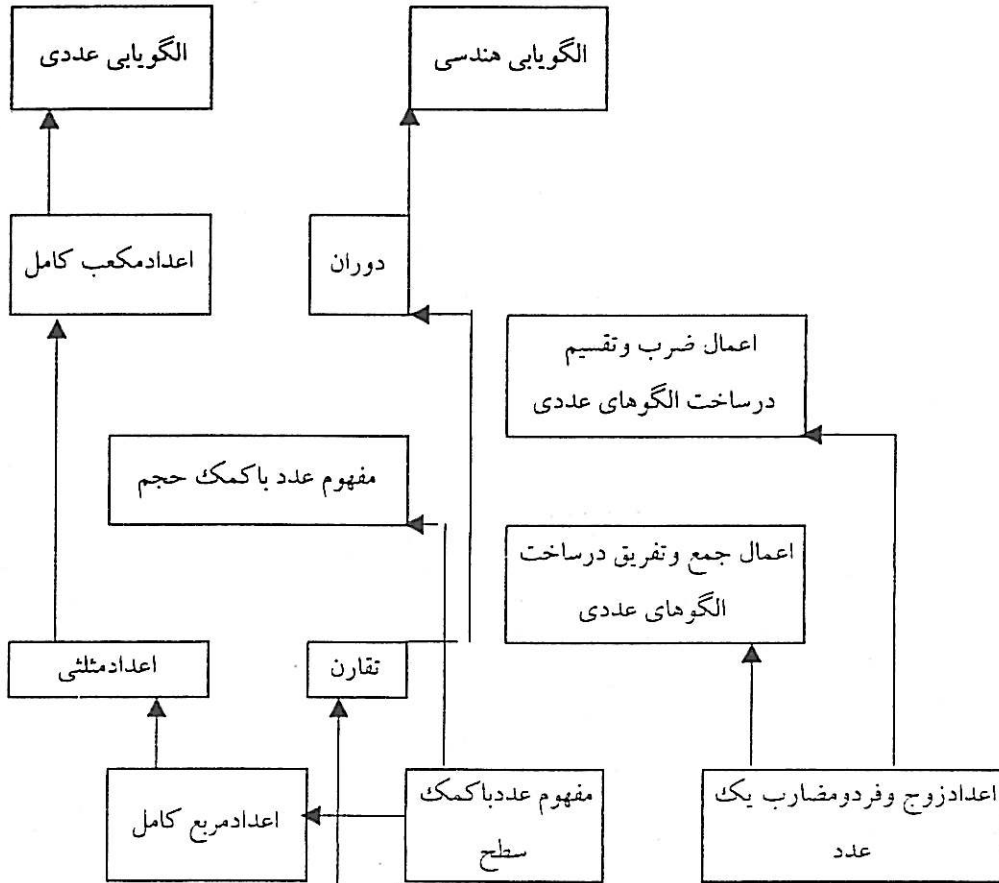 الگویابی هندسی
الگویابی عددی
دوران
اعدادمکعب کامل
اعمال ضرب وتقسیم
درساخت الگوهای عددی
مفهوم عدد باکمک حجم
اعمال جمع وتفریق درساخت
الگوهای عددی
تقارن
اعدادمثلثی
اعدادزوج وفردومضارب یک
عدد
مفهوم عددباکمک
سطح
اعدادمربع کامل